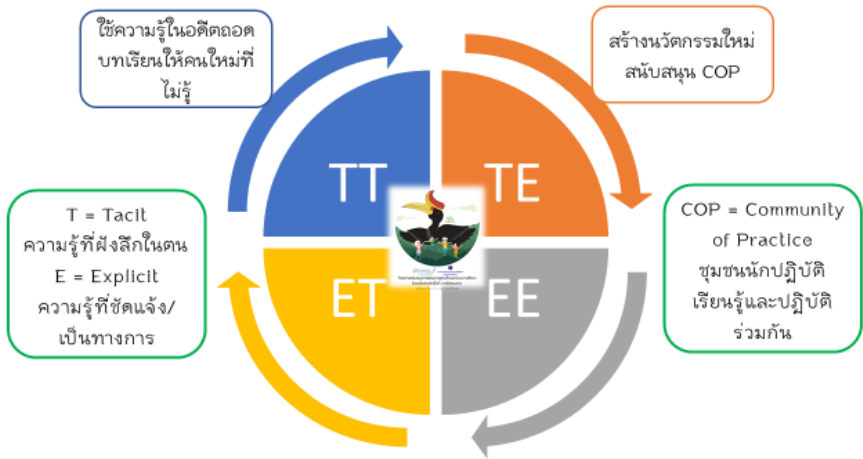 ใช้ความรู้ในอดีตถอด
บทเรียนให้คนใหม่ที่
ไม่รู้
สร้างนวัตกรรมใหม่
สนับสนุน COP
TT
TE
T = Tacit
ความรู้ที่ฝังลึกในตน
E = Explicit
ความรู้ที่ชัดแจ้ง/
เป็นทางการ
COP = Community
of Practice
ชุมชนนักปฏิบัติ
เรียนรู้และปฏิบัติ
ร่วมกัน
ET
EE